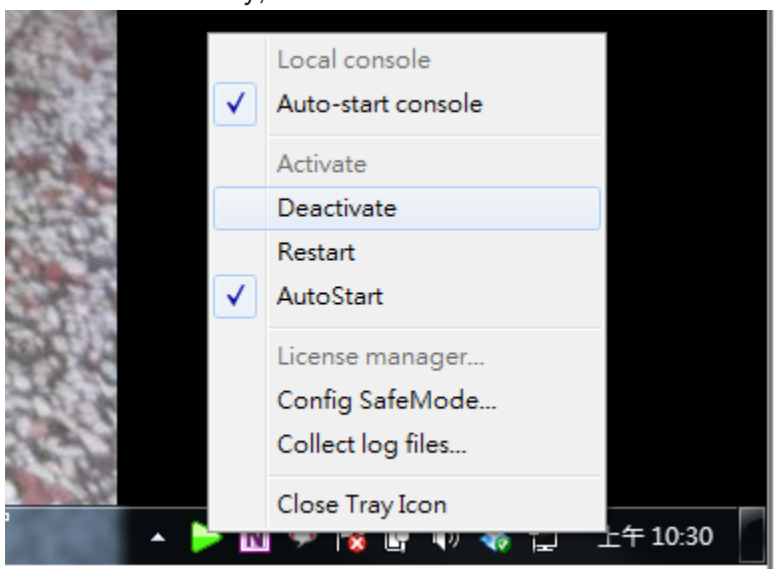 Local console
Auto-start console
Activate
Deactivate
Restart
AutoStart
License manager...
Config SafeMode...
Collect log files...
Close Tray Icon
N
上午 10:30